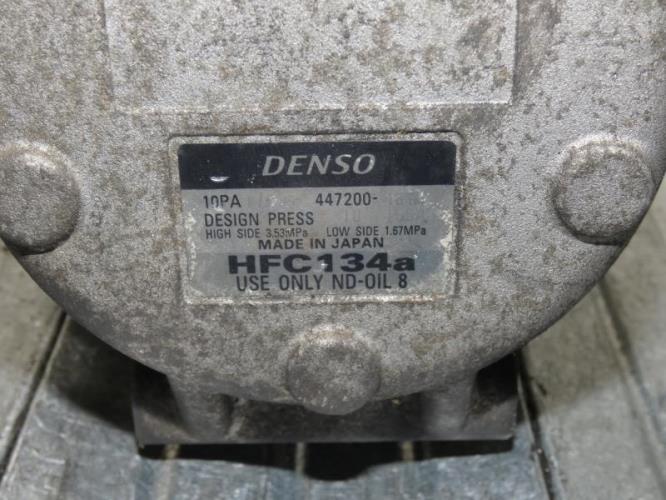 DENSO
10PA 447200-
DESIGN PRESS
HIGH SIDE 3.53MPa LOW SIDE 1.67MPa
MADE IN JAPAN
HFC134a
USE ONLY ND-OIL 8